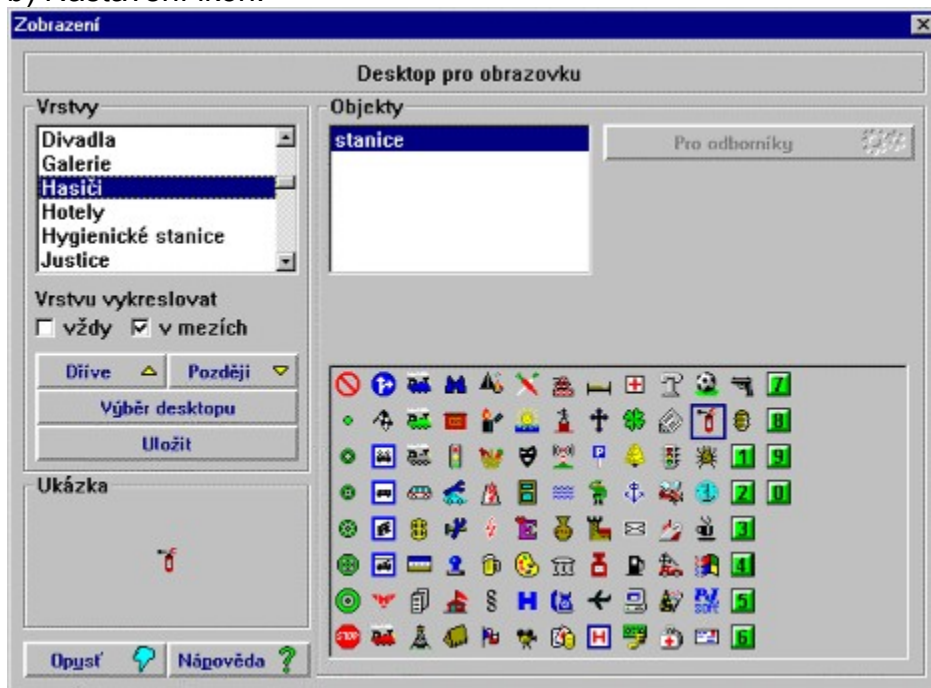 b) Nastavení ikon:
Zobrazení
Desktop pro obrazovku
Vrstvy
Divadla
Galerie
Hasiči
Hotely
Hygienické stanice
Justice
Vrstvu vykreslovat
vždy
v mezích
Dříve
Později
Výběr desktopu
Uložit
Ukázka
Opusť
Nápověda
Objekty
stanice
Pro odborníky
7
8
1
9
2
0
3
4
5
6
STOP
P
H
H
§
SOFT